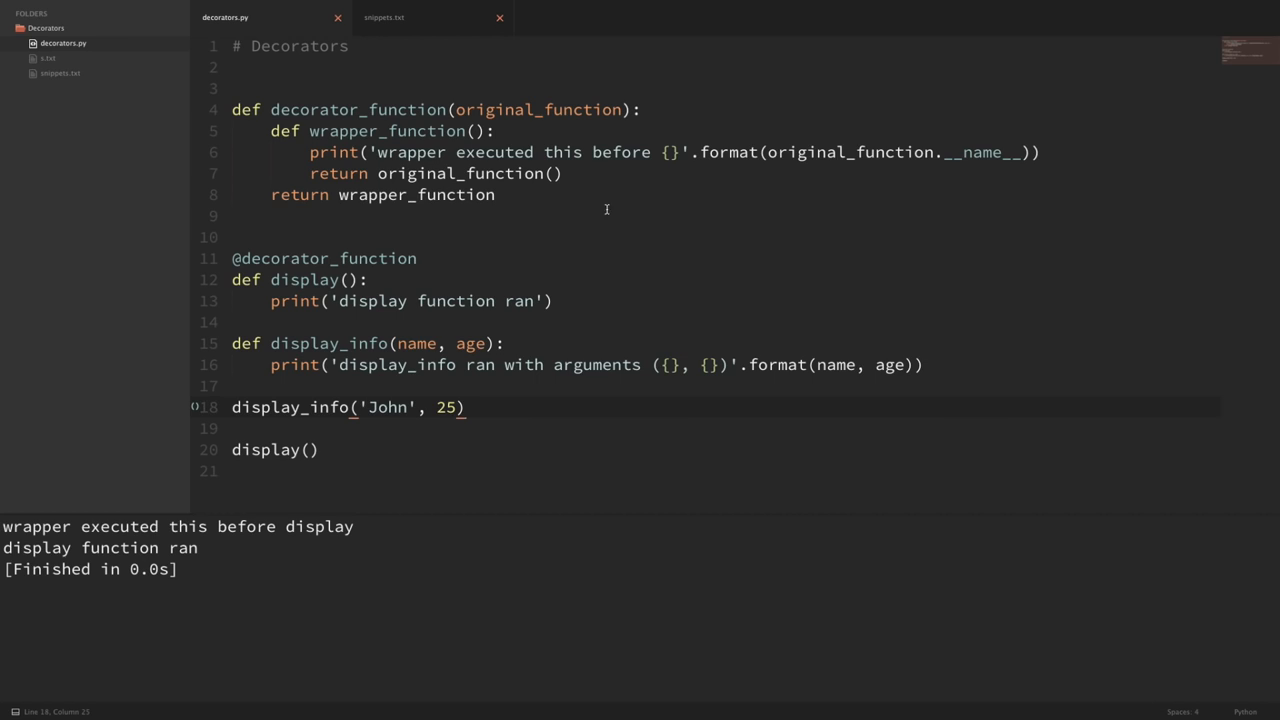 FOLDERS
Decorators
decorators.py
s.txt
snippets.txt
decorators.py
snippets.txt
1 # Decorators
2
3
4 def decorator_function(original_function):
5     def wrapper_function():
6         print('wrapper executed this before {}'.format(original_function.__name__))
7         return original_function()
8     return wrapper_function
9
10
11 @decorator_function
12 def display():
13     print('display function ran')
14
15 def display_info(name, age):
16     print('display_info ran with arguments ({}, {})'.format(name, age))
17
18 display_info('John', 25)
19
20 display()
21
wrapper executed this before display
display function ran
[Finished in 0.0s]
Line 18, Column 25
Spaces: 4
Python